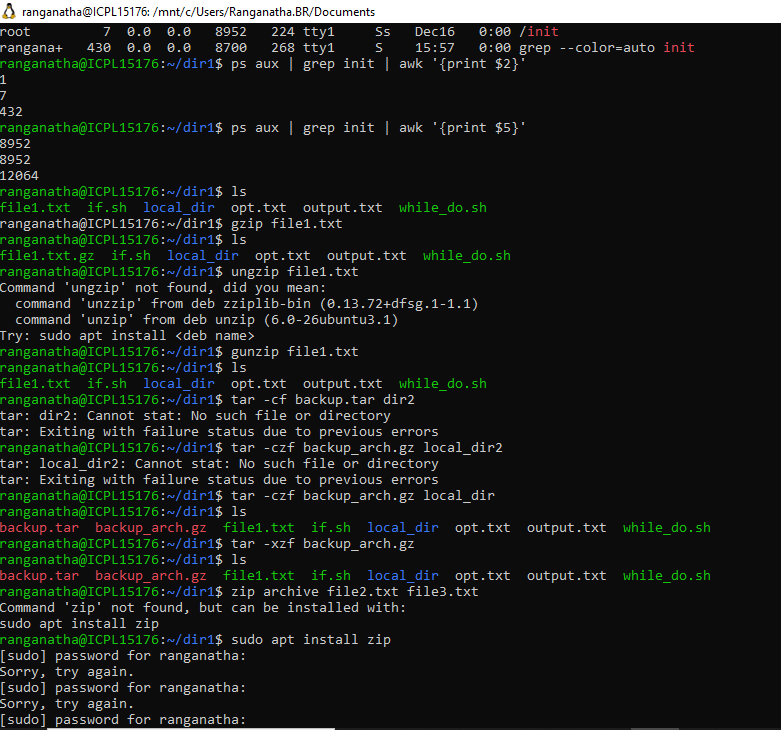 ranganatha@ICPL15176: /mnt/c/Users/Ranganatha.BR/Documents
root         7  0.0  0.0   8952   224 tty1     Ss   Dec16   0:00 /init
rangana+   430  0.0  0.0   8700   268 tty1     S    15:57   0:00 grep --color=auto init
ranganatha@ICPL15176:~/dir1$ ps aux | grep init | awk '{print $2}'
1
7
432
ranganatha@ICPL15176:~/dir1$ ps aux | grep init | awk '{print $5}'
8952
8952
12064
ranganatha@ICPL15176:~/dir1$ ls
file1.txt  if.sh  local_dir  opt.txt  output.txt  while_do.sh
ranganatha@ICPL15176:~/dir1$ gzip file1.txt
ranganatha@ICPL15176:~/dir1$ ls
file1.txt.gz  if.sh  local_dir  opt.txt  output.txt  while_do.sh
ranganatha@ICPL15176:~/dir1$ ungzip file1.txt
Command 'ungzip' not found, did you mean:
  command 'unzzip' from deb zziplib-bin (0.13.72+dfsg.1-1.1)
  command 'unzip' from deb unzip (6.0-26ubuntu3.1)
Try: sudo apt install <deb name>
ranganatha@ICPL15176:~/dir1$ gunzip file1.txt
ranganatha@ICPL15176:~/dir1$ ls
file1.txt  if.sh  local_dir  opt.txt  output.txt  while_do.sh
ranganatha@ICPL15176:~/dir1$ tar -cf backup.tar dir2
tar: dir2: Cannot stat: No such file or directory
tar: Exiting with failure status due to previous errors
ranganatha@ICPL15176:~/dir1$ tar -czf backup_arch.gz local_dir2
tar: local_dir2: Cannot stat: No such file or directory
tar: Exiting with failure status due to previous errors
ranganatha@ICPL15176:~/dir1$ tar -czf backup_arch.gz local_dir
ranganatha@ICPL15176:~/dir1$ ls
backup.tar  backup_arch.gz  file1.txt  if.sh  local_dir  opt.txt  output.txt  while_do.sh
ranganatha@ICPL15176:~/dir1$ tar -xzf backup_arch.gz
ranganatha@ICPL15176:~/dir1$ ls
backup.tar  backup_arch.gz  file1.txt  if.sh  local_dir  opt.txt  output.txt  while_do.sh
ranganatha@ICPL15176:~/dir1$ zip archive file2.txt file3.txt
Command 'zip' not found, but can be installed with:
sudo apt install zip
ranganatha@ICPL15176:~/dir1$ sudo apt install zip
[sudo] password for ranganatha:
Sorry, try again.
[sudo] password for ranganatha:
Sorry, try again.
[sudo] password for ranganatha: